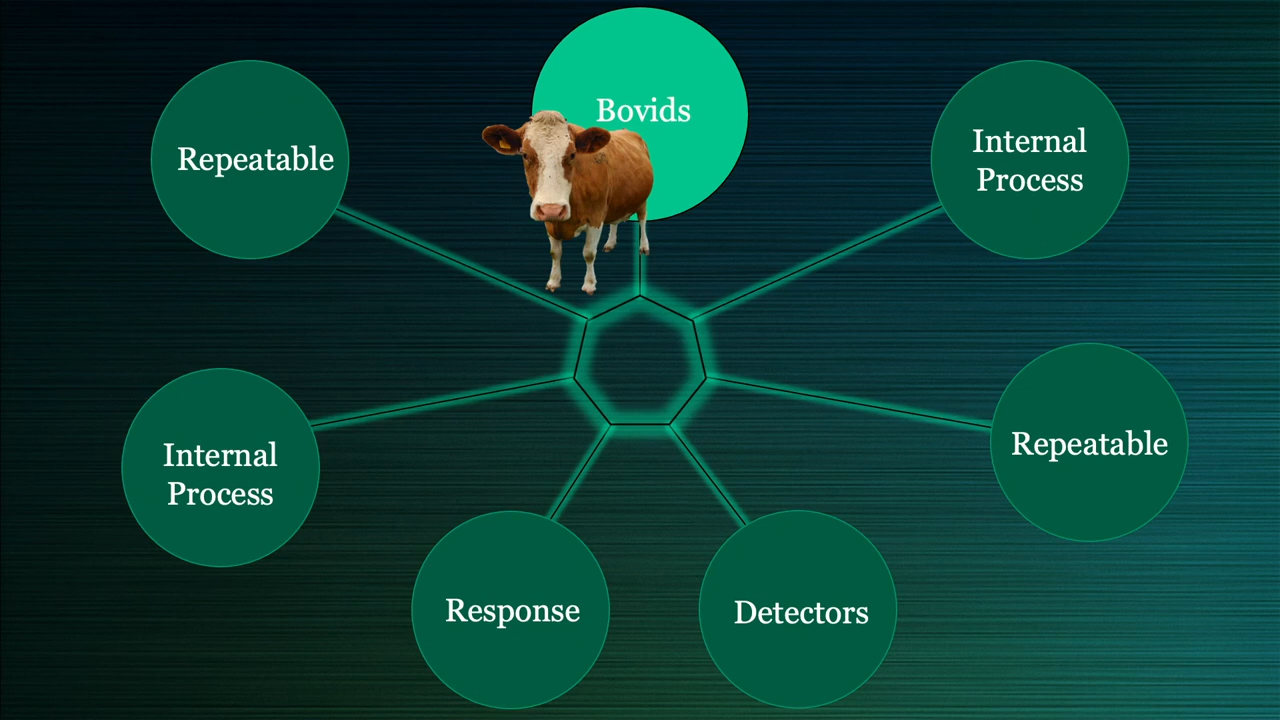 Bovids
Repeatable
Internal
Process
Internal
Process
Repeatable
Response
Detectors